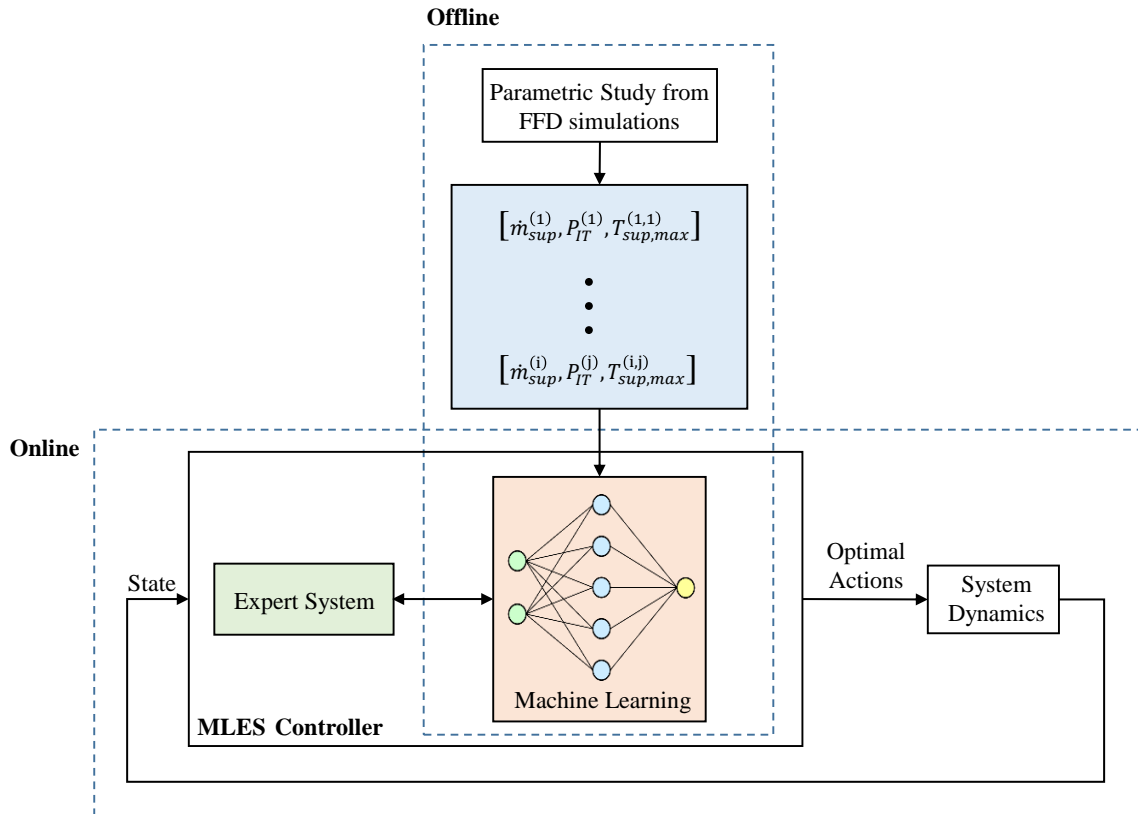 Offline
Parametric Study from
FFD simulations
[ṁ_sup^(1), P_IT^(1), T_sup,max^(1,1)]
[ṁ_sup^(i), P_IT^(j), T_sup,max^(i,j)]
Online
State
Expert System
Machine Learning
MLES Controller
Optimal
Actions
System
Dynamics